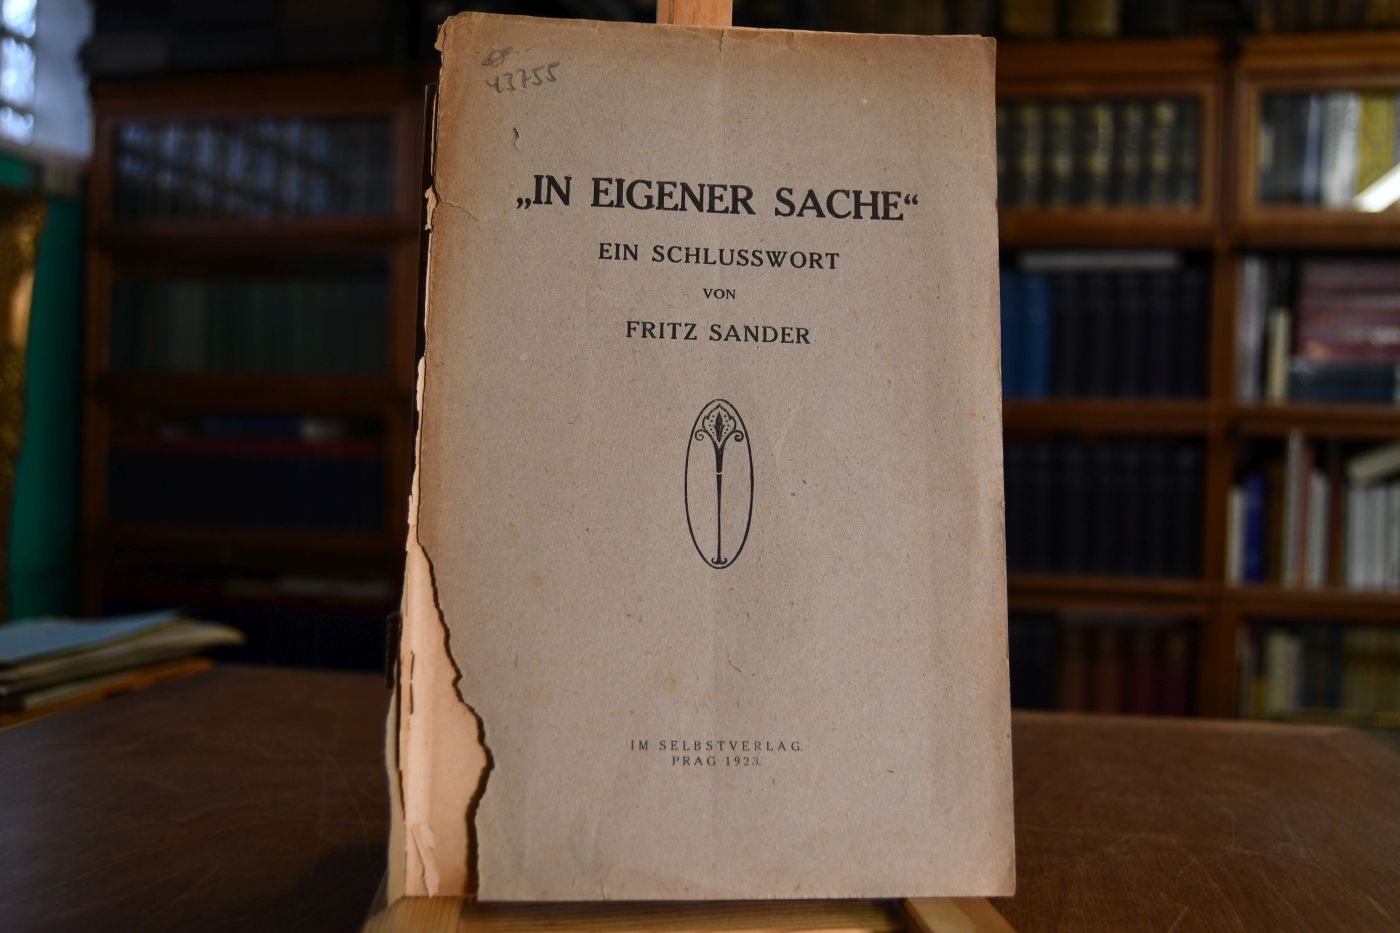 43755
„IN EIGENER SACHE“
EIN SCHLUSSWORT
VON
FRITZ SANDER
IM SELBSTVERLAG.
PRAG 1923.